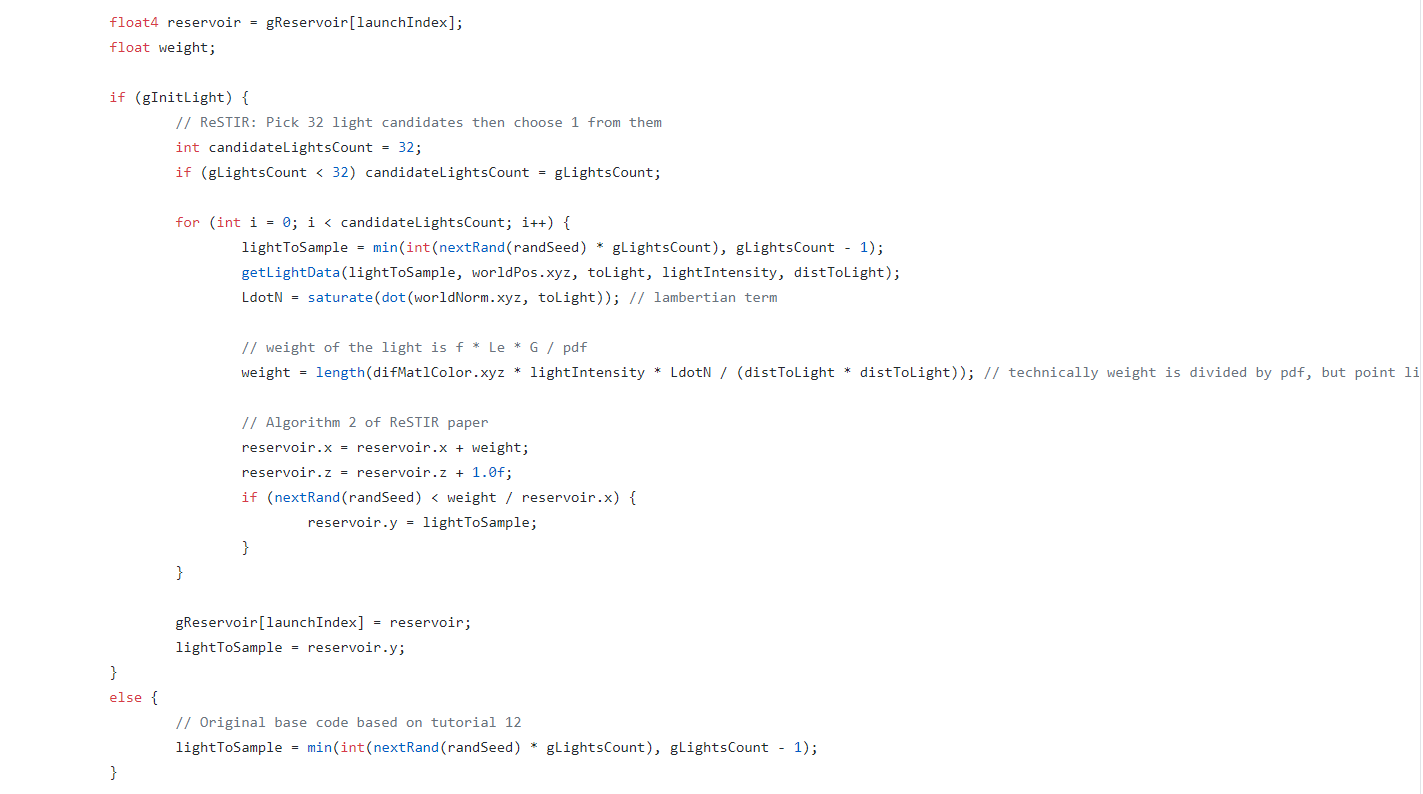 float4 reservoir = gReservoir[launchIndex];
float weight;
if (gInitLight) {
// ReSTIR: Pick 32 light candidates then choose 1 from them
int candidateLightsCount = 32;
if (gLightsCount < 32) candidateLightsCount = gLightsCount;
for (int i = 0; i < candidateLightsCount; i++) {
lightToSample = min(int(nextRand(randSeed) * gLightsCount), gLightsCount - 1);
getLightData(lightToSample, worldPos.xyz, toLight, lightIntensity, distToLight);
LdotN = saturate(dot(worldNorm.xyz, toLight)); // lambertian term
// weight of the light is f * Le * G / pdf
weight = length(difMatlColor.xyz * lightIntensity * LdotN / (distToLight * distToLight)); // technically weight is divided by pdf, but point li
// Algorithm 2 of ReSTIR paper
reservoir.x = reservoir.x + weight;
reservoir.z = reservoir.z + 1.0f;
if (nextRand(randSeed) < weight / reservoir.x) {
reservoir.y = lightToSample;
}
}
gReservoir[launchIndex] = reservoir;
lightToSample = reservoir.y;
}
else {
// Original base code based on tutorial 12
lightToSample = min(int(nextRand(randSeed) * gLightsCount), gLightsCount - 1);
}